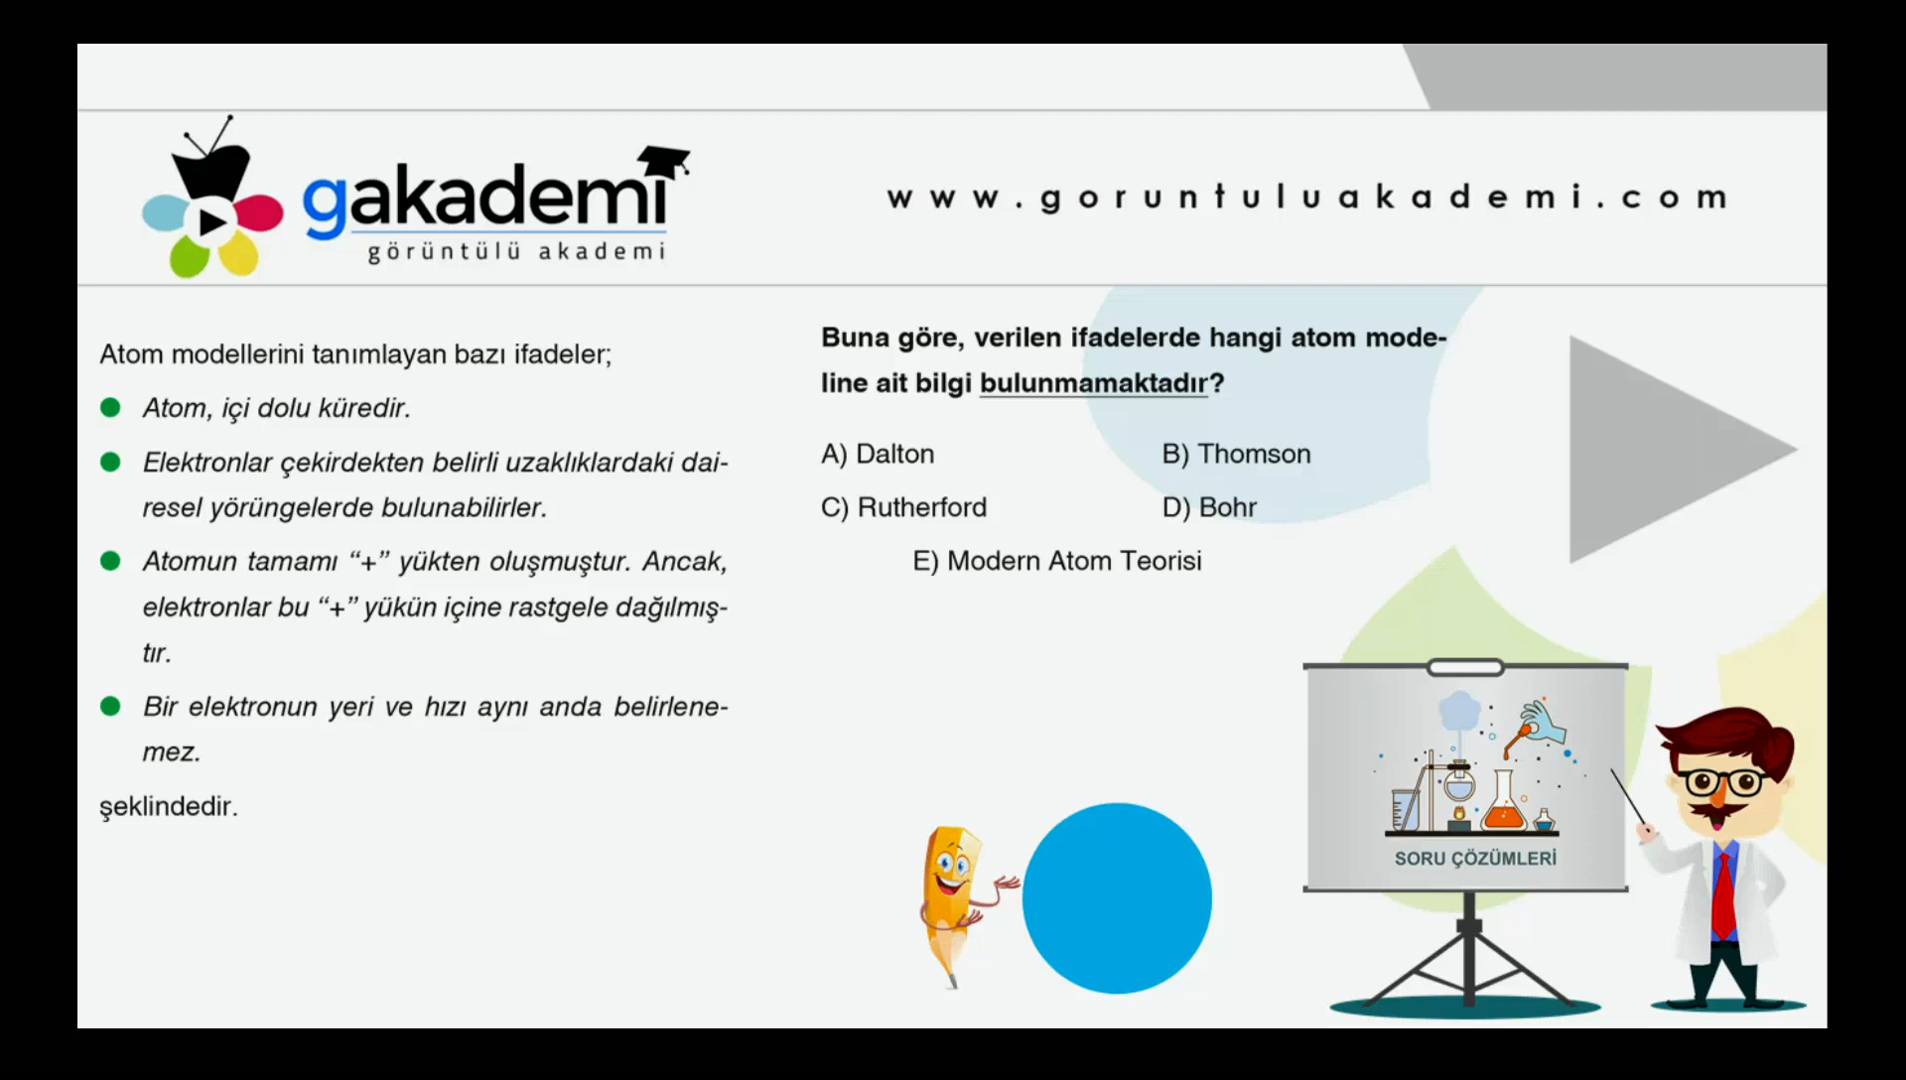 gakademi
görüntülü akademi
www.goruntuluakademi.com
Atom modellerini tanımlayan bazı ifadeler;
Atom, içi dolu küredir.
Elektronlar çekirdekten belirli uzaklıklardaki dai-
resel yörüngelerde bulunabilirler.
Atomun tamamı “+” yükten oluşmuştur. Ancak,
elektronlar bu “+” yükün içine rastgele dağılmış-
tır.
Bir elektronun yeri ve hızı aynı anda belirlene-
mez.
şeklindedir.
Buna göre, verilen ifadelerde hangi atom mode-
line ait bilgi bulunmamaktadır?
A) Dalton B) Thomson
C) Rutherford D) Bohr
E) Modern Atom Teorisi
SORU ÇÖZÜMLERİ